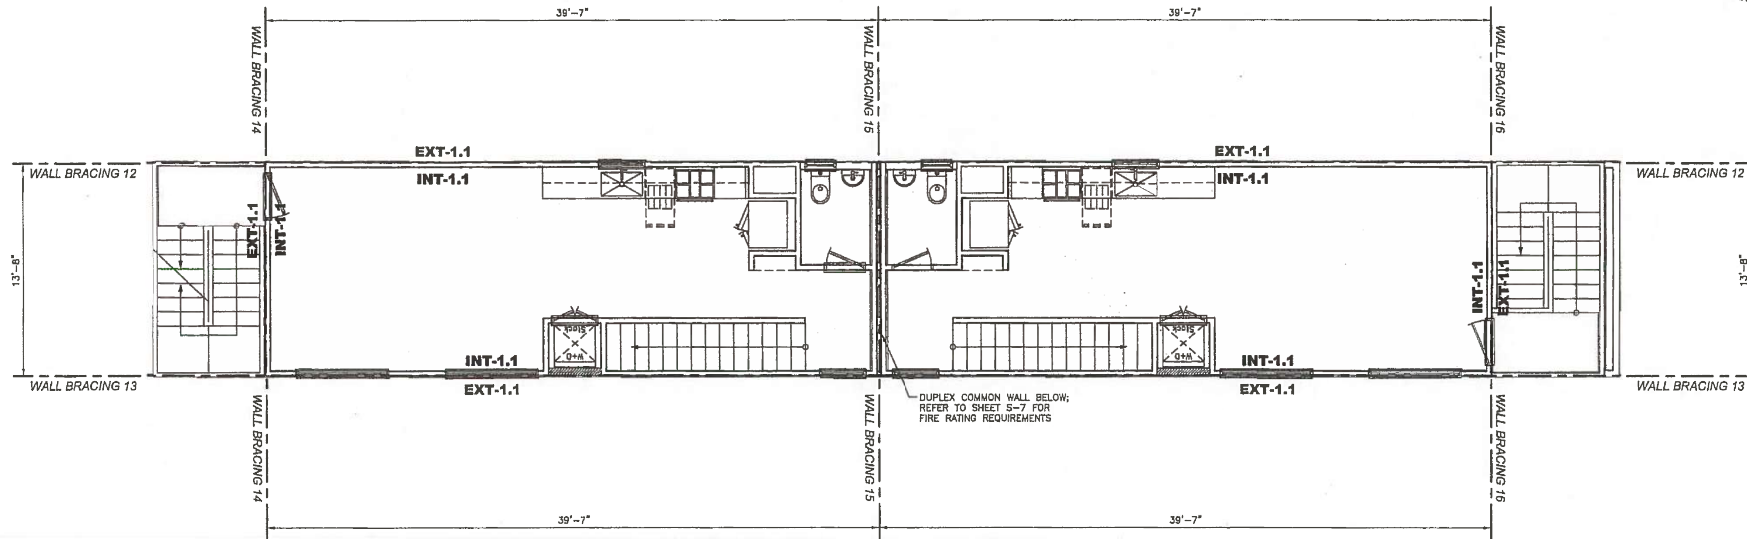 39'-7"
39'-7"
WALL BRACING 14
WALL BRACING 15
WALL BRACING 16
EXT-1.1
EXT-1.1
WALL BRACING 12
INT-1.1
INT-1.1
WALL BRACING 12
EXT-1.1
INT-1.1
INT-1.1
EXT-1.1
13'-8"
13'-8"
Stack
W+D
Stack
W+D
INT-1.1
INT-1.1
WALL BRACING 13
EXT-1.1
EXT-1.1
WALL BRACING 13
DUPLEX COMMON WALL BELOW;
REFER TO SHEET S-7 FOR
FIRE RATING REQUIREMENTS
WALL BRACING 14
WALL BRACING 15
WALL BRACING 16
39'-7"
39'-7"